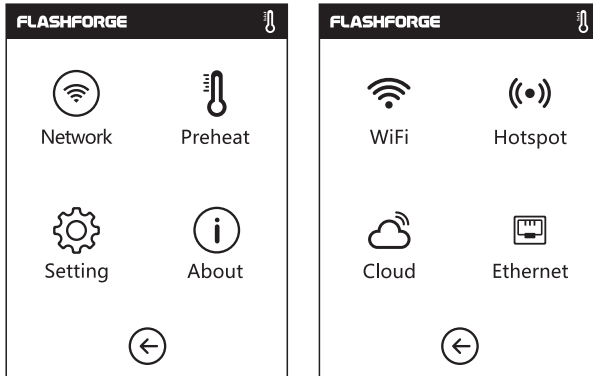 FLASHFORGE
Network Preheat
Setting About
FLASHFORGE
WiFi Hotspot
Cloud Ethernet